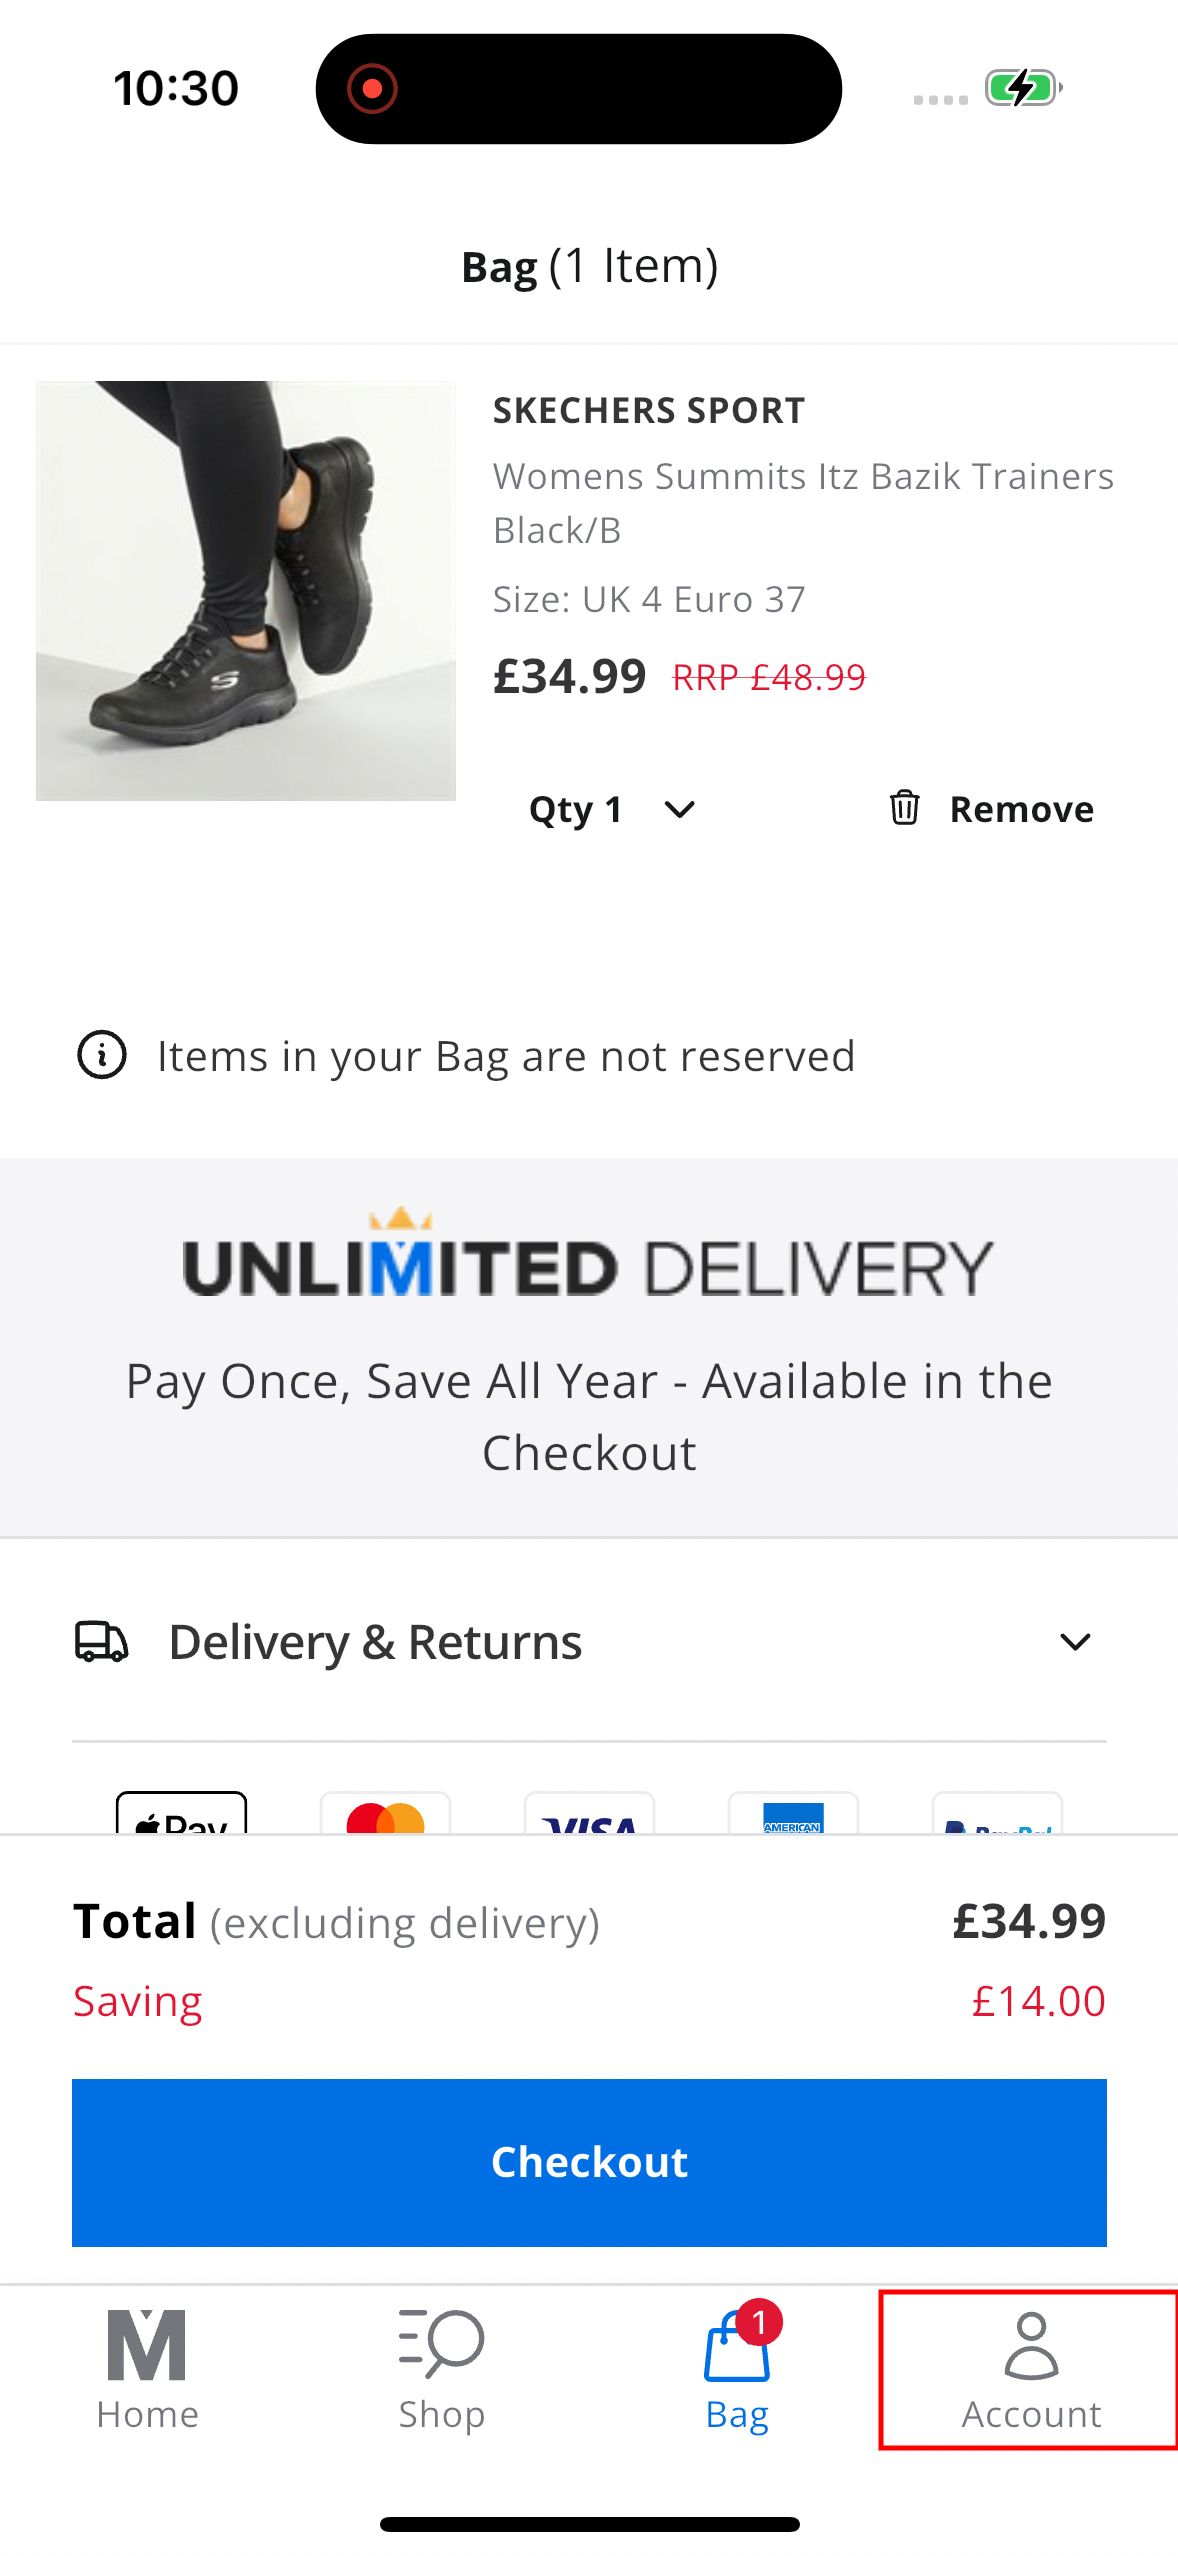 10:30
Bag (1 Item)
SKECHERS SPORT
Womens Summits Itz Bazik Trainers
Black/B
Size: UK 4 Euro 37
£34.99 RRP £48.99
Qty 1
Remove
Items in your Bag are not reserved
UNLIMITED DELIVERY
Pay Once, Save All Year - Available in the
Checkout
Delivery & Returns
Pay VISA AMERICAN PayPal
Total (excluding delivery) £34.99
Saving £14.00
Checkout
1
M
Home Shop Bag Account